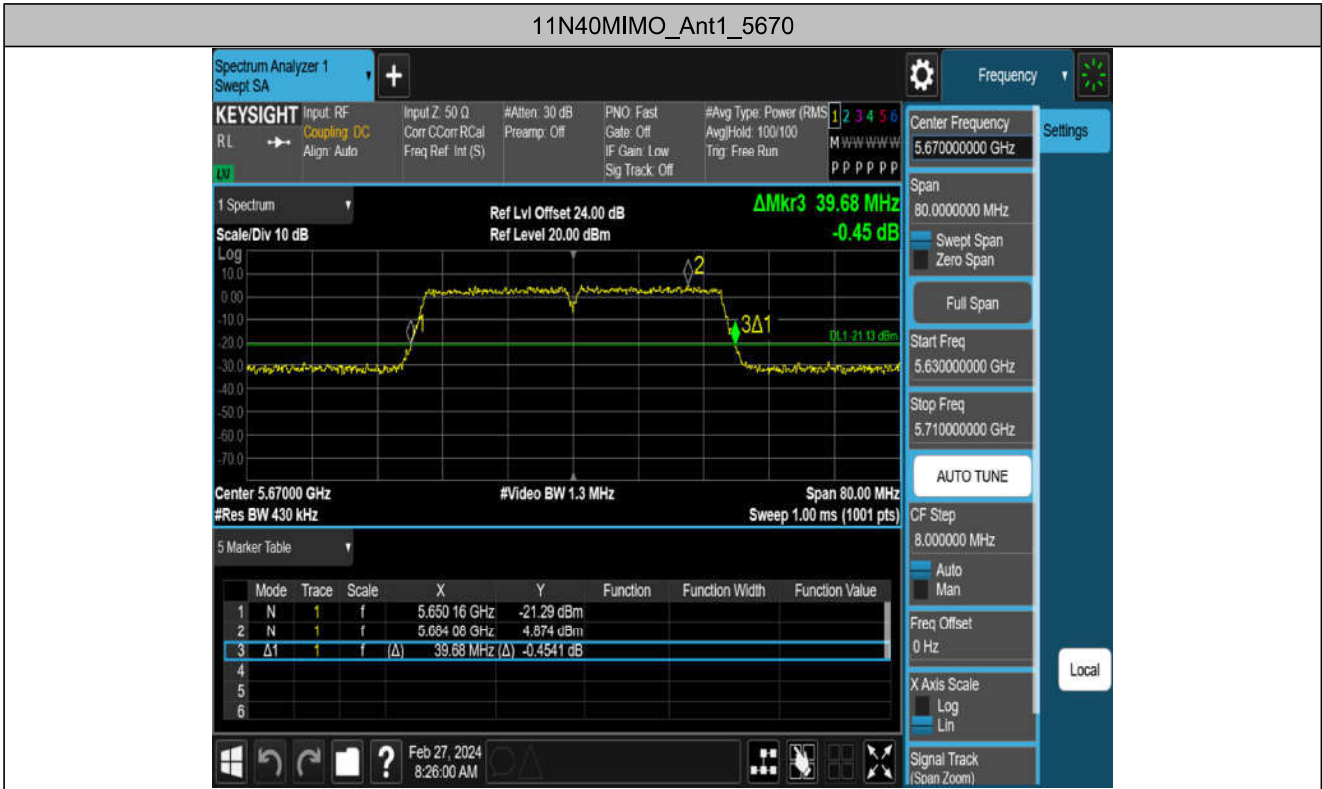 11N40MIMO_Ant1_5670
Spectrum Analyzer 1
Swept SA
+
Frequency
KEYSIGHT
RL
LXI
Input: RF
Coupling: DC
Align: Auto
Input Z: 50 Ω
Corr CCorr RCal
Freq Ref: Int (S)
#Atten: 30 dB
Preamp: Off
PNO: Fast
Gate: Off
IF Gain: Low
Sig Track: Off
#Avg Type: Power (RMS
Avg|Hold: 100/100
Trig: Free Run
1 2 3 4 5 6
M W W W W W
P P P P P P
1 Spectrum
Scale/Div 10 dB
Ref Lvl Offset 24.00 dB
Ref Level 20.00 dBm
ΔMkr3 39.68 MHz
-0.45 dB
Log
10.0
0.00
-10.0
-20.0
-30.0
-40.0
-50.0
-60.0
-70.0
1
2
3Δ1
DL1 -21.13 dBm
Center 5.67000 GHz
#Video BW 1.3 MHz
Span 80.00 MHz
#Res BW 430 kHz
Sweep 1.00 ms (1001 pts)
5 Marker Table
Mode Trace Scale X Y Function Function Width Function Value
1 N 1 f 5.650 16 GHz -21.29 dBm
2 N 1 f 5.684 08 GHz 4.874 dBm
3 Δ1 1 f (Δ) 39.68 MHz (Δ) -0.4541 dB
4
5
6
?
Feb 27, 2024
8:26:00 AM
Center Frequency
5.670000000 GHz
Settings
Span
80.0000000 MHz
Swept Span
Zero Span
Full Span
Start Freq
5.630000000 GHz
Stop Freq
5.710000000 GHz
AUTO TUNE
CF Step
8.000000 MHz
Auto
Man
Freq Offset
0 Hz
Local
X Axis Scale
Log
Lin
Signal Track
(Span Zoom)